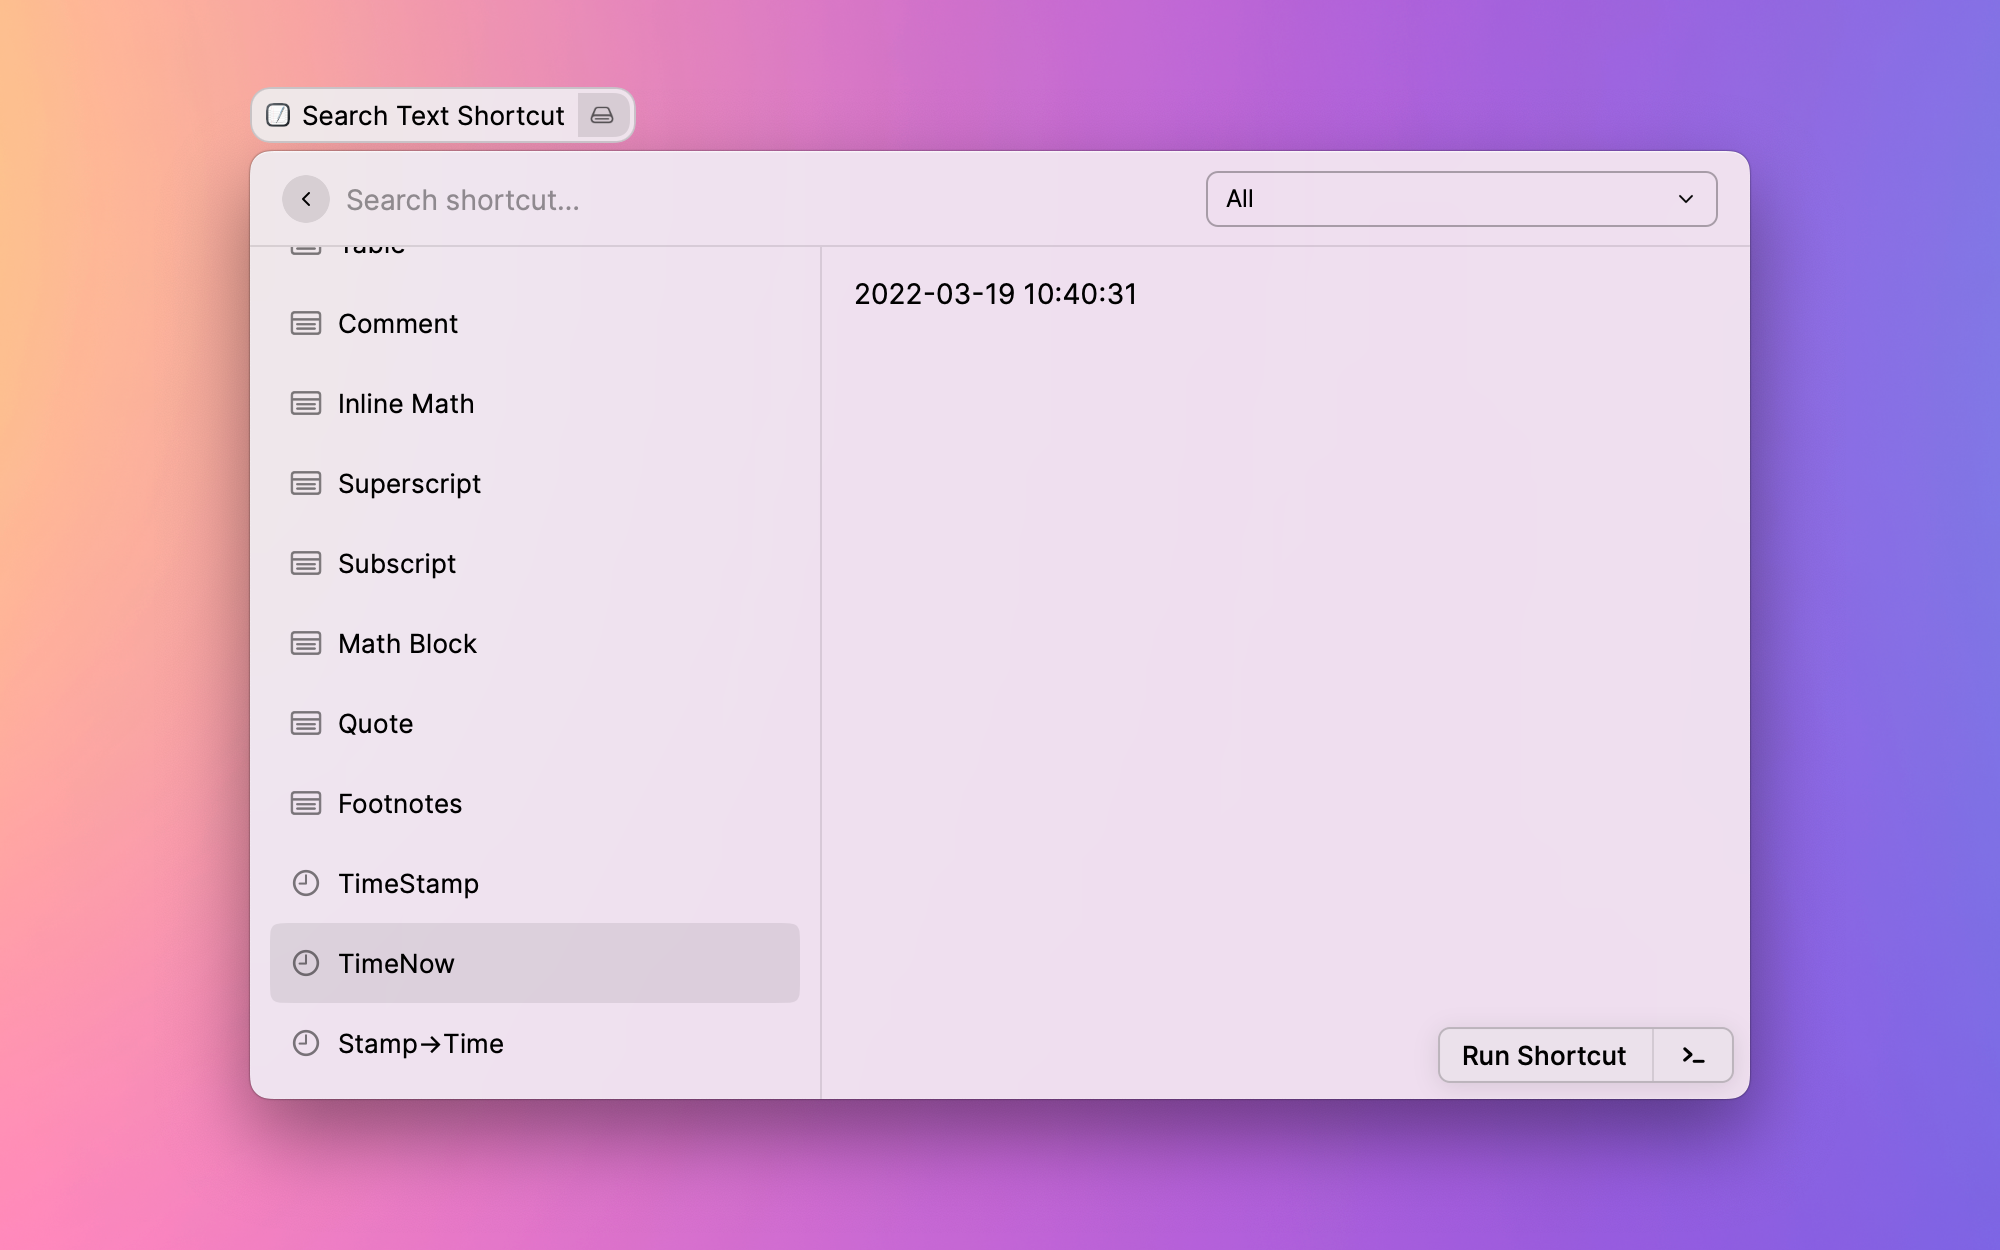 Search Text Shortcut
Search shortcut...
All
Table
Comment
Inline Math
Superscript
Subscript
Math Block
Quote
Footnotes
TimeStamp
TimeNow
Stamp→Time
2022-03-19 10:40:31
Run Shortcut